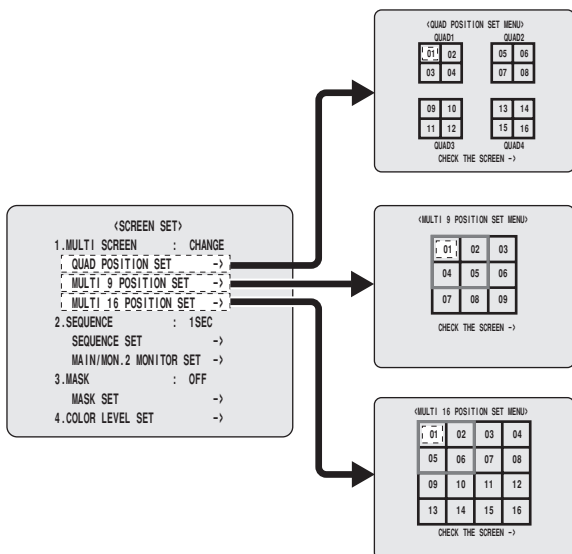 <SCREEN SET>
1.MULTI SCREEN : CHANGE
QUAD POSITION SET ->
MULTI 9 POSITION SET ->
MULTI 16 POSITION SET ->
2.SEQUENCE : 1SEC
SEQUENCE SET ->
MAIN/MON.2 MONITOR SET ->
3.MASK : OFF
MASK SET ->
4.COLOR LEVEL SET ->
<QUAD POSITION SET MENU>
QUAD1 QUAD2
01 02 05 06
03 04 07 08
09 10 13 14
11 12 15 16
QUAD3 QUAD4
CHECK THE SCREEN ->
<MULTI 9 POSITION SET MENU>
01 02 03
04 05 06
07 08 09
CHECK THE SCREEN ->
<MULTI 16 POSITION SET MENU>
01 02 03 04
05 06 07 08
09 10 11 12
13 14 15 16
CHECK THE SCREEN ->